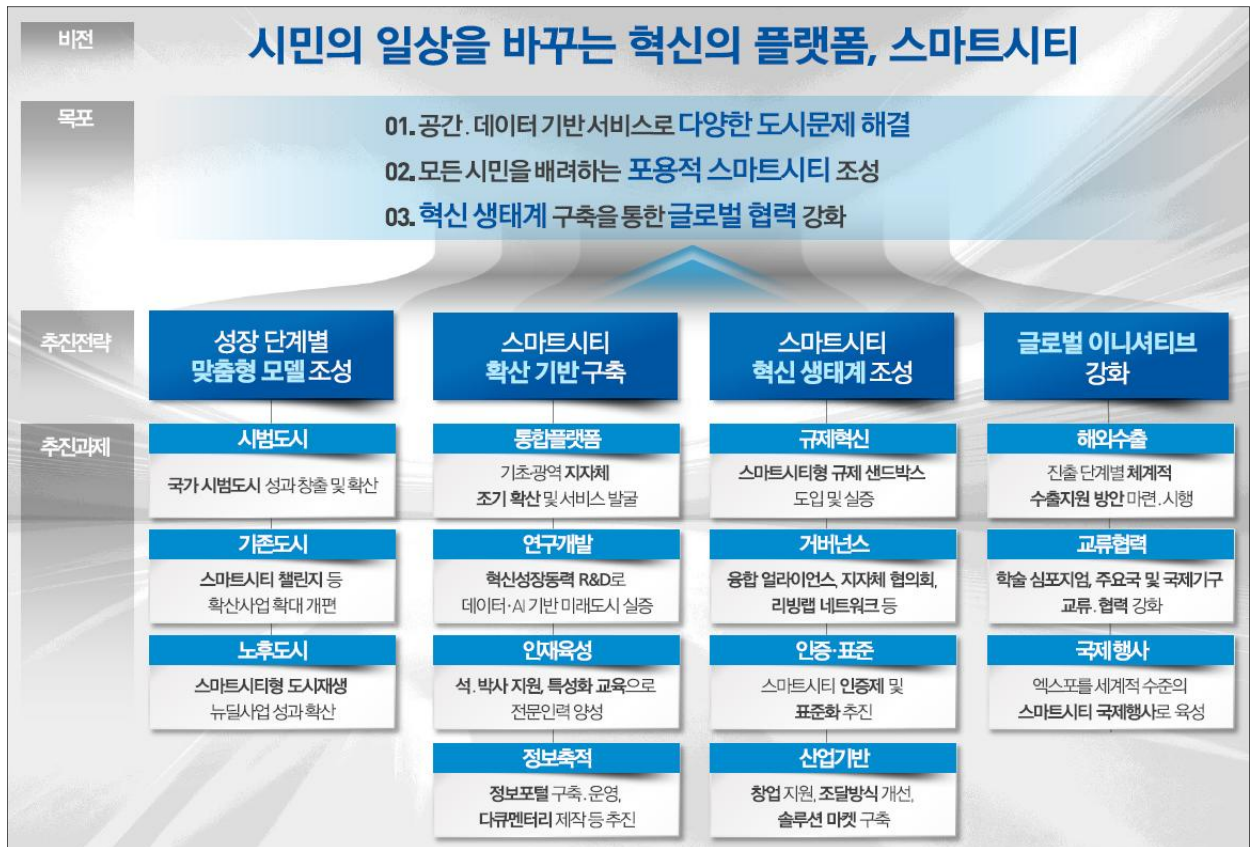 비전
시민의 일상을 바꾸는 혁신의 플랫폼, 스마트시티
목포
01. 공간.데이터 기반 서비스로 다양한 도시문제 해결
02. 모든 시민을 배려하는 포용적 스마트시티 조성
03. 혁신 생태계 구축을 통한 글로벌 협력 강화
추진전략
성장 단계별
맞춤형 모델 조성
스마트시티
확산 기반 구축
스마트시티
혁신 생태계 조성
글로벌 이니셔티브
강화
추진과제
시범도시
국가 시범도시 성과 창출 및 확산
기존도시
스마트시티 챌린지 등
확산사업 확대 개편
노후도시
스마트시티형 도시재생
뉴딜사업 성과 확산
통합플랫폼
기초·광역 지자체
조기 확산 및 서비스 발굴
연구개발
혁신성장동력 R&D로
데이터·AI 기반 미래도시 실증
인재육성
석.박사 지원, 특성화 교육으로
전문인력 양성
정보축적
정보포털 구축.운영,
다큐멘터리 제작 등 추진
규제혁신
스마트시티형 규제 샌드박스
도입 및 실증
거버넌스
융합 얼라이언스, 지자체 협의회,
리빙랩 네트워크 등
인증·표준
스마트시티 인증제 및
표준화 추진
산업기반
창업 지원, 조달방식 개선,
솔루션 마켓 구축
해외수출
진출 단계별 체계적
수출지원 방안 마련.시행
교류협력
학술 심포지엄, 주요국 및 국제기구
교류.협력 강화
국제행사
엑스포를 세계적 수준의
스마트시티 국제행사로 육성